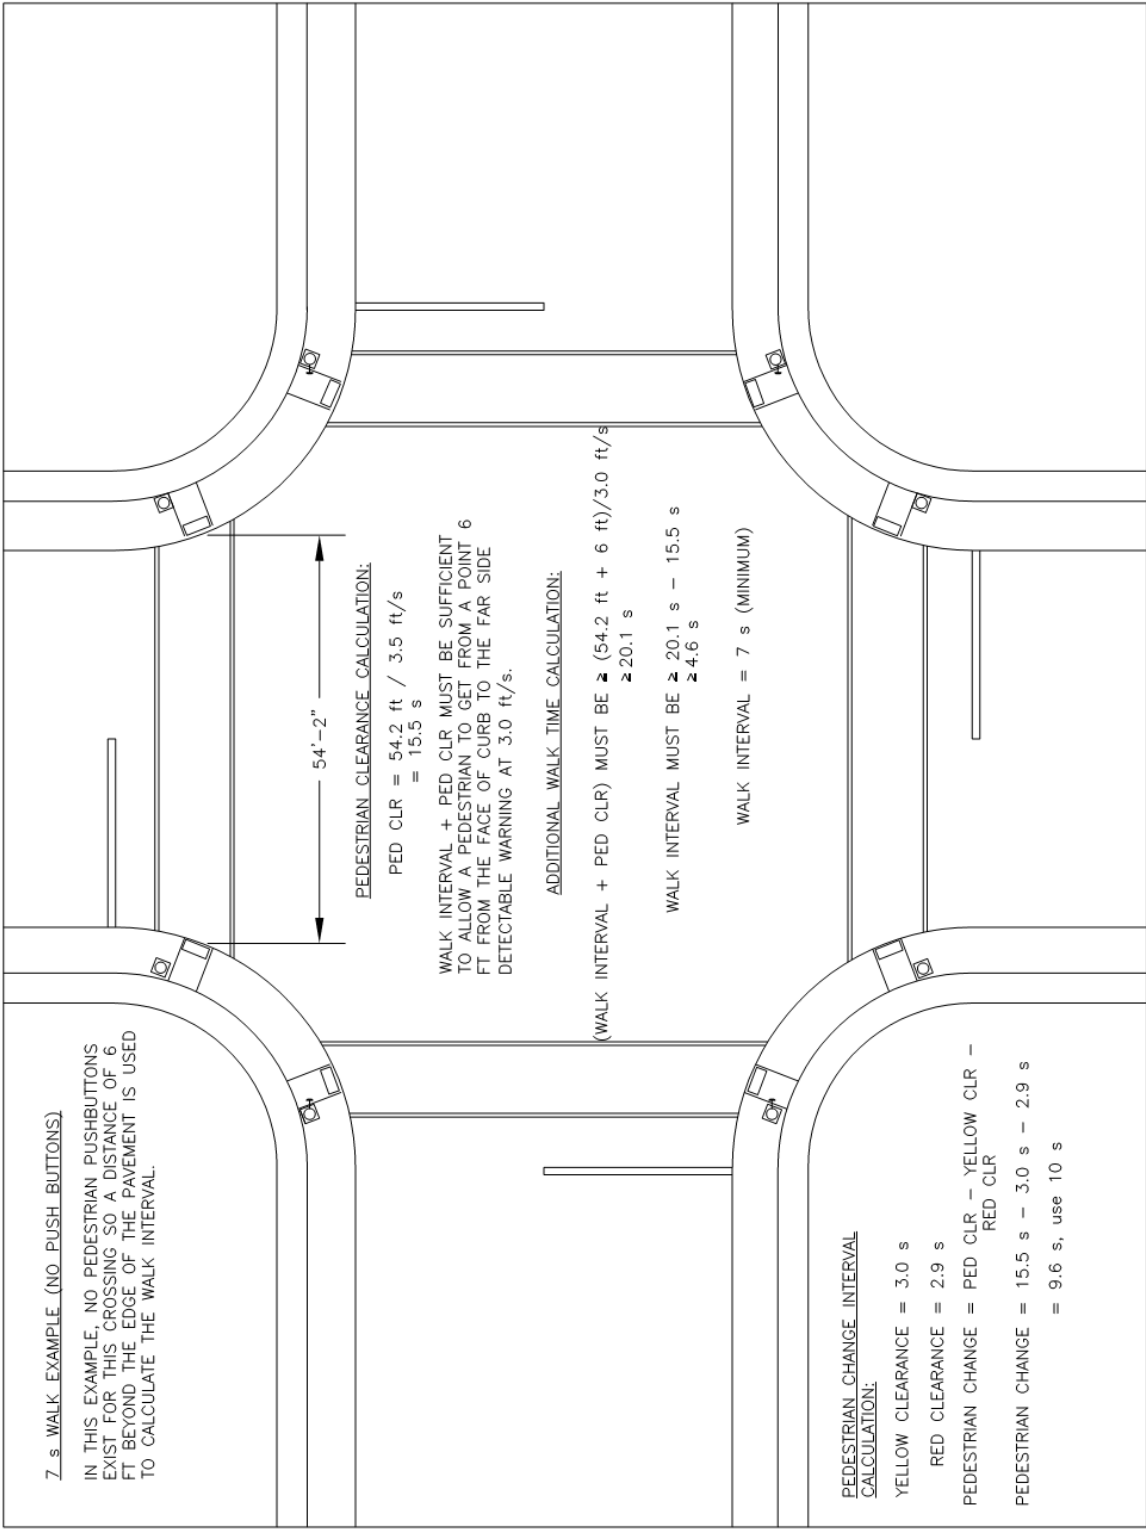 7 s WALK EXAMPLE (NO PUSH BUTTONS)
IN THIS EXAMPLE, NO PEDESTRIAN PUSHBUTTONS
EXIST FOR THIS CROSSING SO A DISTANCE OF 6
FT BEYOND THE EDGE OF THE PAVEMENT IS USED
TO CALCULATE THE WALK INTERVAL.
54'-2"
PEDESTRIAN CLEARANCE CALCULATION:
PED CLR = 54.2 ft / 3.5 ft/s
= 15.5 s
WALK INTERVAL + PED CLR MUST BE SUFFICIENT
TO ALLOW A PEDESTRIAN TO GET FROM A POINT 6
FT FROM THE FACE OF CURB TO THE FAR SIDE
DETECTABLE WARNING AT 3.0 ft/s.
ADDITIONAL WALK TIME CALCULATION:
(WALK INTERVAL + PED CLR) MUST BE ≥ (54.2 ft + 6 ft)/3.0 ft/s
≥20.1 s
WALK INTERVAL MUST BE ≥ 20.1 s − 15.5 s
≥4.6 s
WALK INTERVAL = 7 s (MINIMUM)
PEDESTRIAN CHANGE INTERVAL
CALCULATION:
YELLOW CLEARANCE = 3.0 s
RED CLEARANCE = 2.9 s
PEDESTRIAN CHANGE = PED CLR − YELLOW CLR −
RED CLR
PEDESTRIAN CHANGE = 15.5 s − 3.0 s − 2.9 s
= 9.6 s, use 10 s